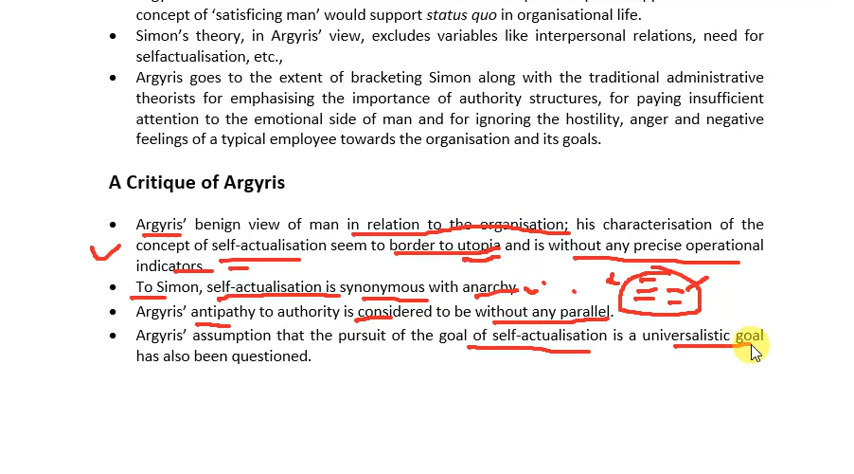 concept of ‘satisficing man’ would support status quo in organisational life.
• Simon’s theory, in Argyris’ view, excludes variables like interpersonal relations, need for
selfactualisation, etc.,
• Argyris goes to the extent of bracketing Simon along with the traditional administrative
theorists for emphasising the importance of authority structures, for paying insufficient
attention to the emotional side of man and for ignoring the hostility, anger and negative
feelings of a typical employee towards the organisation and its goals.
A Critique of Argyris
• Argyris’ benign view of man in relation to the organisation; his characterisation of the
concept of self-actualisation seem to border to utopia and is without any precise operational
indicators.
• To Simon, self-actualisation is synonymous with anarchy.
• Argyris’ antipathy to authority is considered to be without any parallel.
• Argyris’ assumption that the pursuit of the goal of self-actualisation is a universalistic goal
has also been questioned.